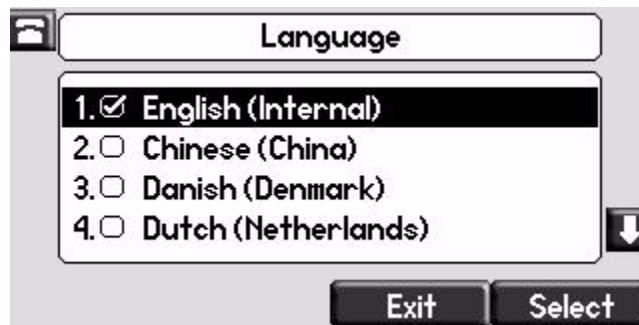 Language
1. English (Internal)
2. Chinese (China)
3. Danish (Denmark)
4. Dutch (Netherlands)
Exit Select